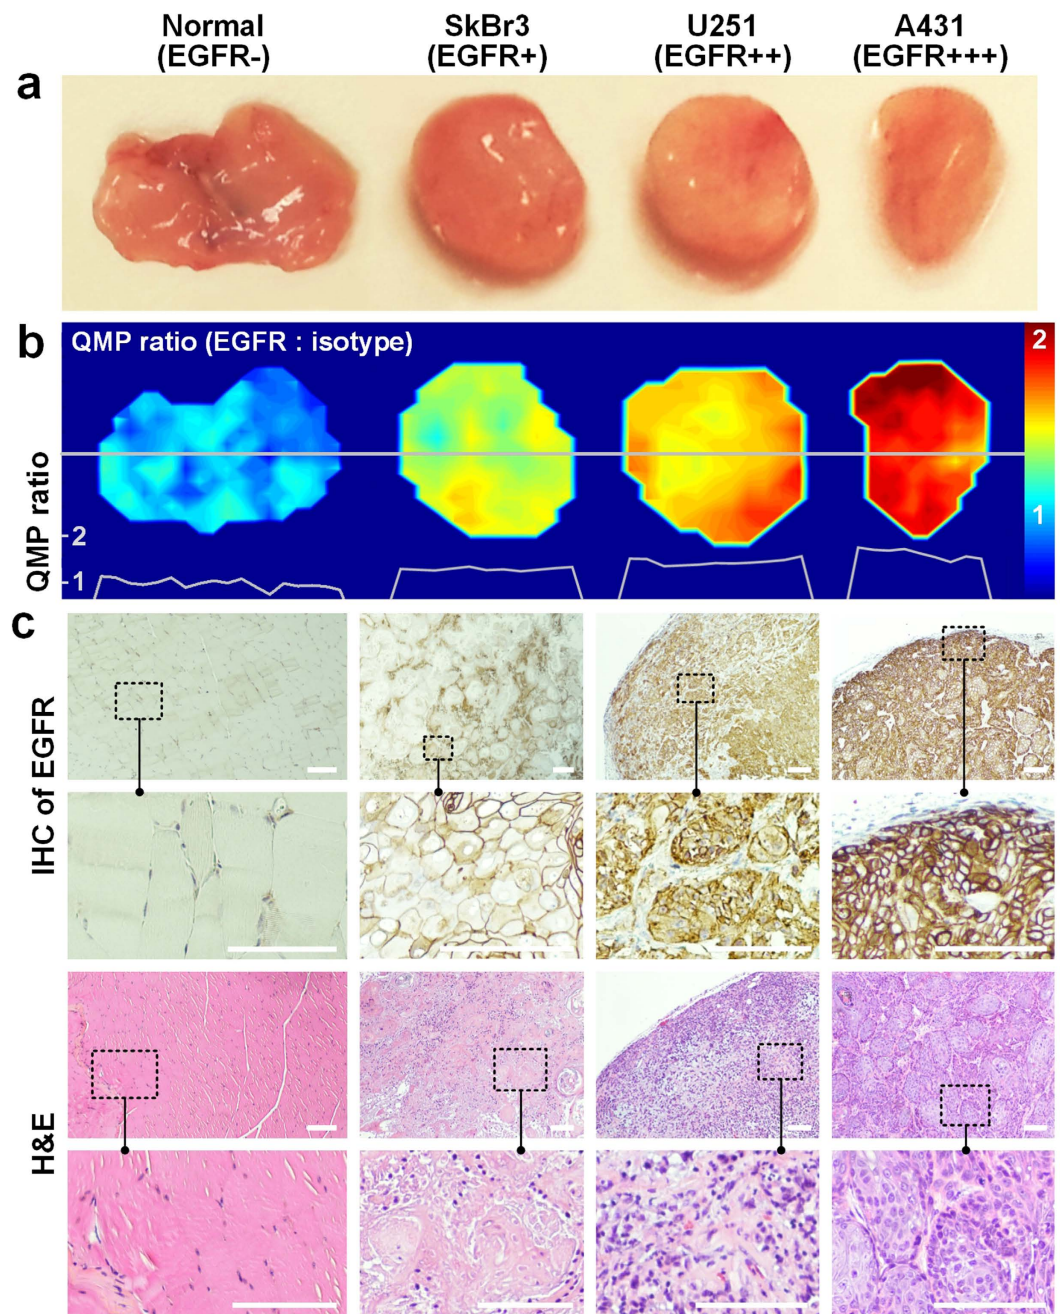 Normal
(EGFR-)
SkBr3
(EGFR+)
U251
(EGFR++)
A431
(EGFR+++)
a
b
QMP ratio (EGFR : isotype)
2
1
QMP ratio
2
1
c
IHC of EGFR
H&E